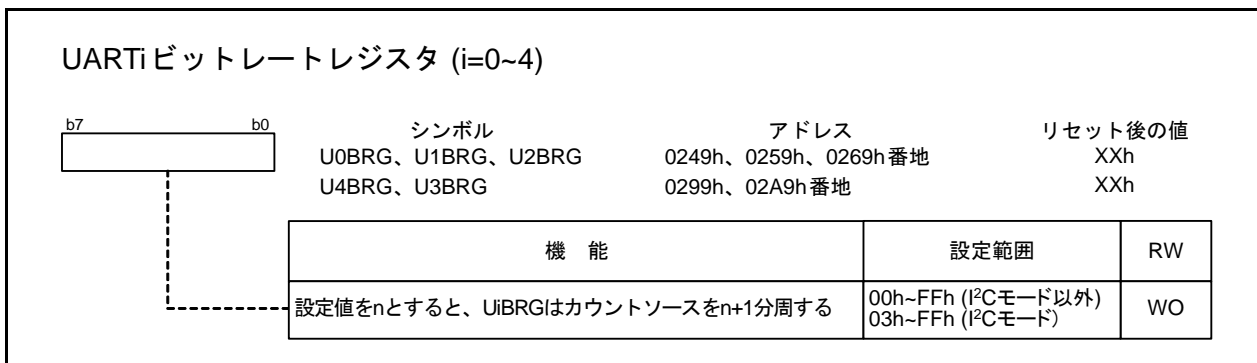 UARTiビットレートレジスタ (i=0~4)
b7 b0
シンボル アドレス リセット後の値
U0BRG、U1BRG、U2BRG 0249h、0259h、0269h番地 XXh
U4BRG、U3BRG 0299h、02A9h番地 XXh
機 能 設定範囲 RW
設定値をnとすると、UiBRGはカウントソースをn+1分周する 00h~FFh (I²Cモード以外) WO
03h~FFh (I²Cモード)